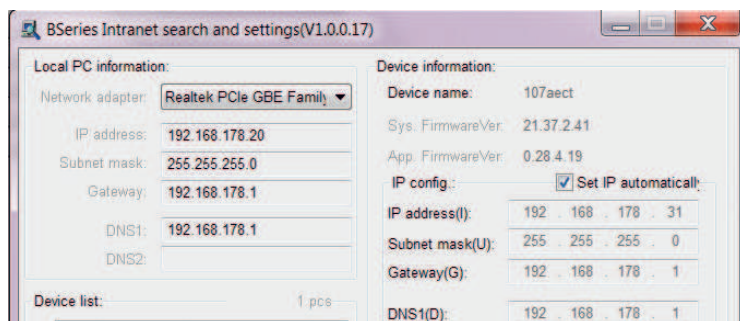 BSeries Intranet search and settings(V1.0.0.17)
Local PC information:
Network adapter: Realtek PCIe GBE Family
IP address: 192.168.178.20
Subnet mask: 255.255.255.0
Gateway: 192.168.178.1
DNS1: 192.168.178.1
DNS2:
Device list: 1 pcs
Device information:
Device name: 107aect
Sys. FirmwareVer: 21.37.2.41
App. FirmwareVer: 0.28.4.19
IP config.: Set IP automatically
IP address(I): 192 . 168 . 178 . 31
Subnet mask(U): 255 . 255 . 255 . 0
Gateway(G): 192 . 168 . 178 . 1
DNS1(D): 192 . 168 . 178 . 1